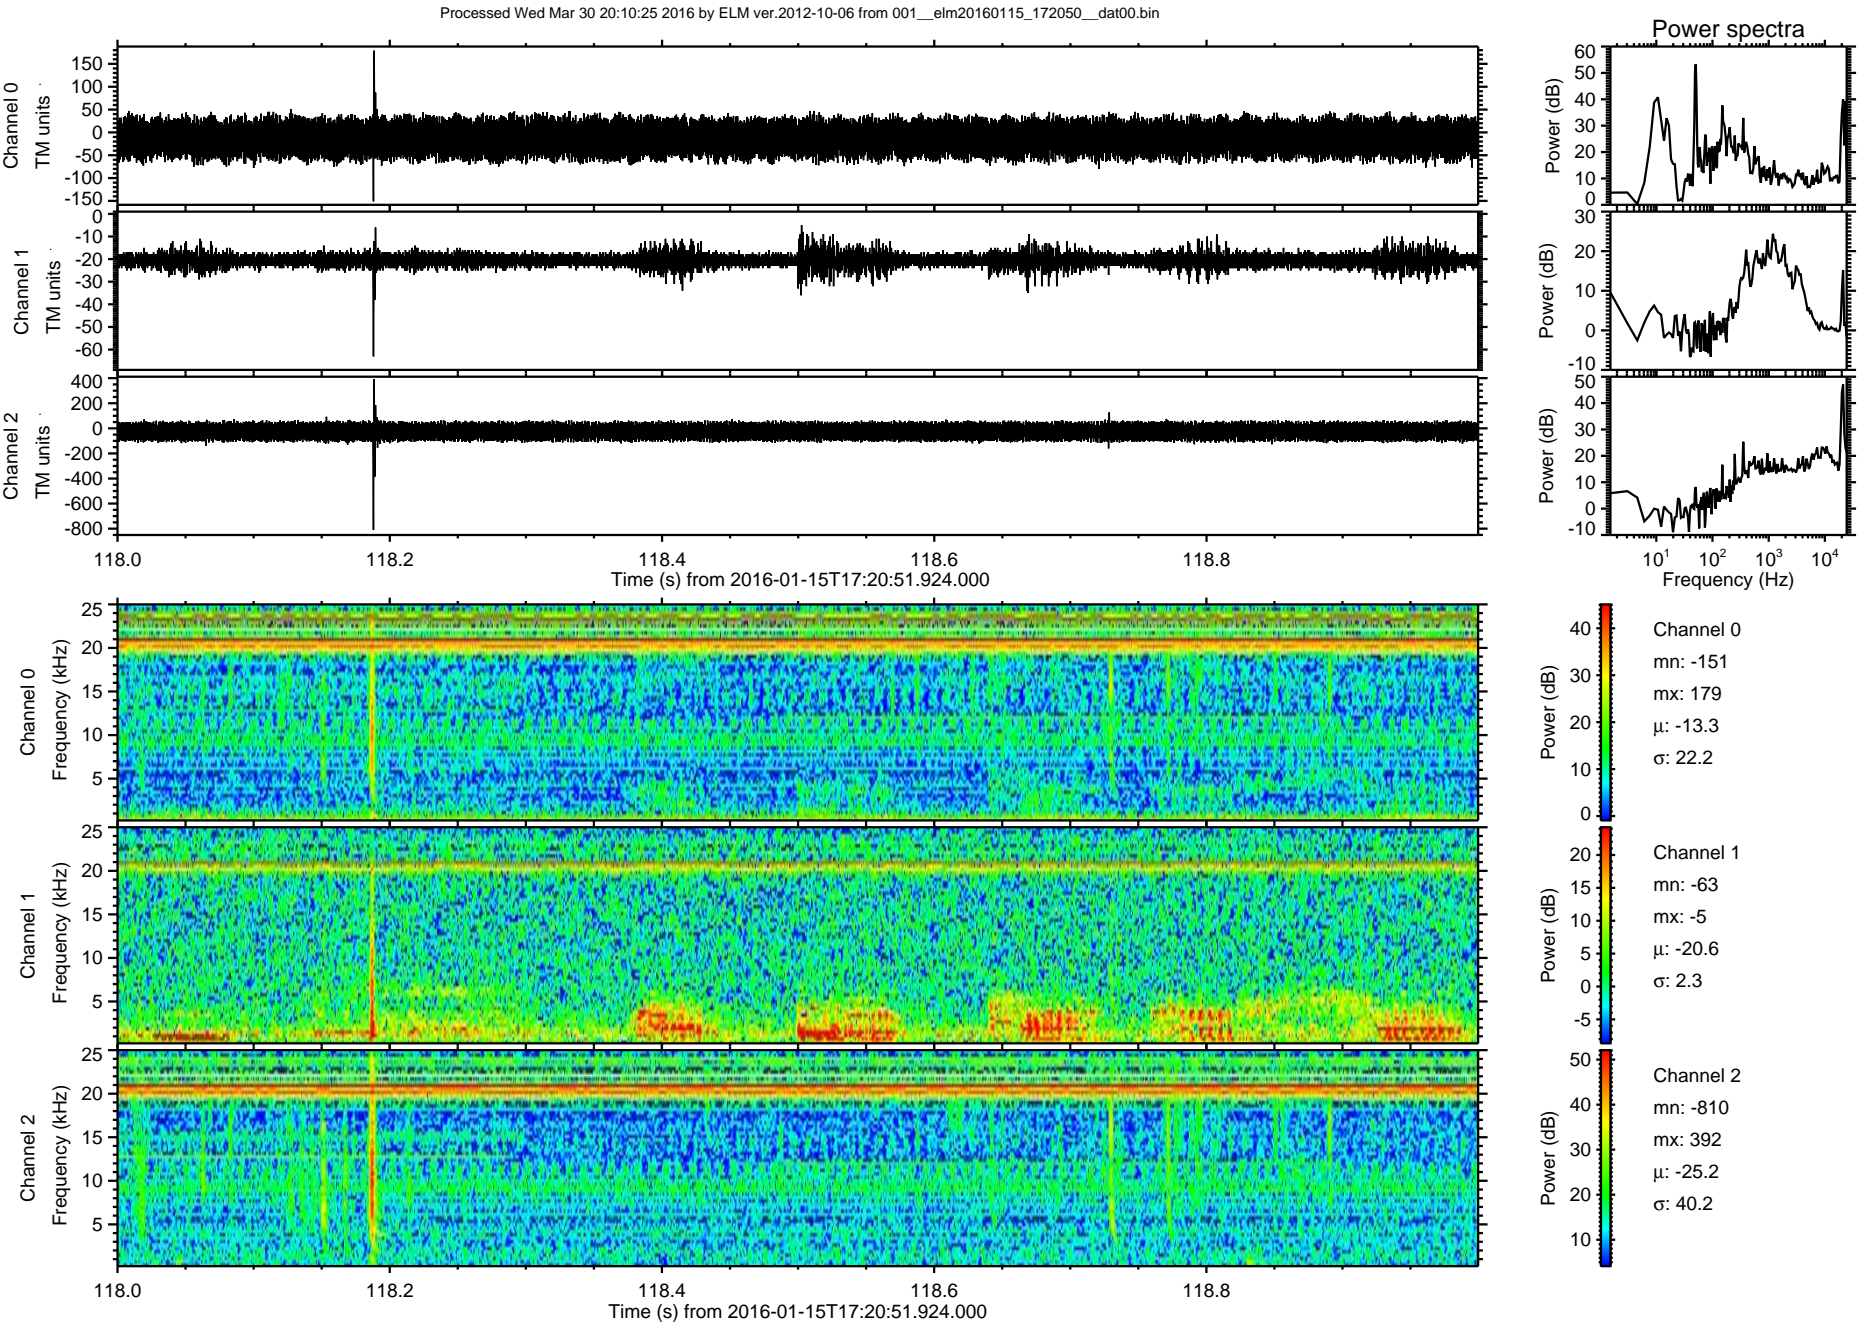 Processed Wed Mar 30 20:10:25 2016 by ELM ver.2012-10-06 from 001__elm20160115_172050__dat00.bin
Power spectra
Channel 0
TM units
150
100
50
0
-50
-100
-150
Power (dB)
60
50
40
30
20
10
0
Channel 1
TM units
0
-10
-20
-30
-40
-50
-60
Power (dB)
30
20
10
0
-10
Channel 2
TM units
400
200
0
-200
-400
-600
-800
Power (dB)
50
40
30
20
10
0
-10
118.0 118.2 118.4 118.6 118.8
Time (s) from 2016-01-15T17:20:51.924.000
10¹ 10² 10³ 10⁴
Frequency (Hz)
Channel 0
Frequency (kHz)
25
20
15
10
5
Power (dB)
40
30
20
10
0
Channel 0
mn: -151
mx: 179
µ: -13.3
σ: 22.2
Channel 1
Frequency (kHz)
25
20
15
10
5
Power (dB)
20
15
10
5
0
-5
Channel 1
mn: -63
mx: -5
µ: -20.6
σ: 2.3
Channel 2
Frequency (kHz)
25
20
15
10
5
Power (dB)
50
40
30
20
10
Channel 2
mn: -810
mx: 392
µ: -25.2
σ: 40.2
118.0 118.2 118.4 118.6 118.8
Time (s) from 2016-01-15T17:20:51.924.000